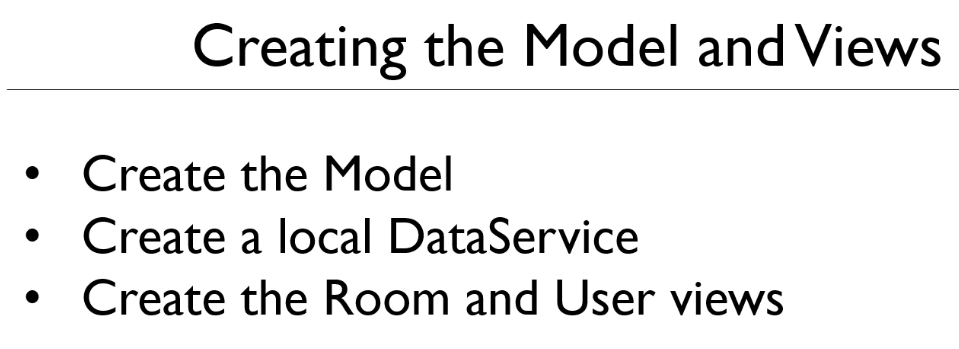 Creating the Model and Views
• Create the Model
• Create a local DataService
• Create the Room and User views